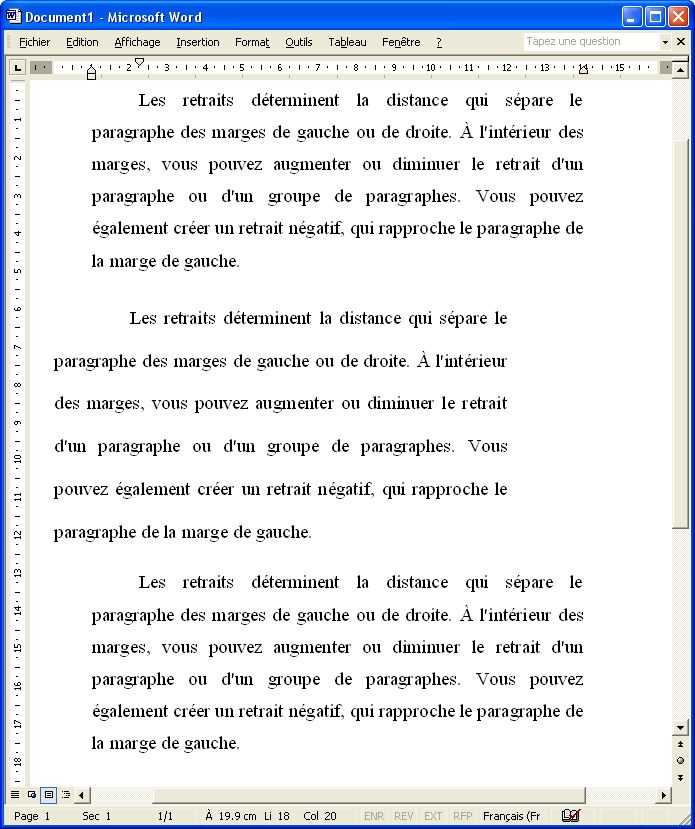 Document1 - Microsoft Word
Fichier Edition Affichage Insertion Format Outils Tableau Fenêtre ? Tapez une question
L 1 2 3 4 5 6 7 8 9 10 11 12 13 14 15
Les retraits déterminent la distance qui sépare le
paragraphe des marges de gauche ou de droite. À l'intérieur des
marges, vous pouvez augmenter ou diminuer le retrait d'un
paragraphe ou d'un groupe de paragraphes. Vous pouvez
également créer un retrait négatif, qui rapproche le paragraphe de
la marge de gauche.
Les retraits déterminent la distance qui sépare le
paragraphe des marges de gauche ou de droite. À l'intérieur
des marges, vous pouvez augmenter ou diminuer le retrait
d'un paragraphe ou d'un groupe de paragraphes. Vous
pouvez également créer un retrait négatif, qui rapproche le
paragraphe de la marge de gauche.
Les retraits déterminent la distance qui sépare le
paragraphe des marges de gauche ou de droite. À l'intérieur des
marges, vous pouvez augmenter ou diminuer le retrait d'un
paragraphe ou d'un groupe de paragraphes. Vous pouvez
également créer un retrait négatif, qui rapproche le paragraphe de
la marge de gauche.
Page 1 Sec 1 1/1 À 19.9 cm Li 18 Col 20 ENR REV EXT RFP Français (Fr